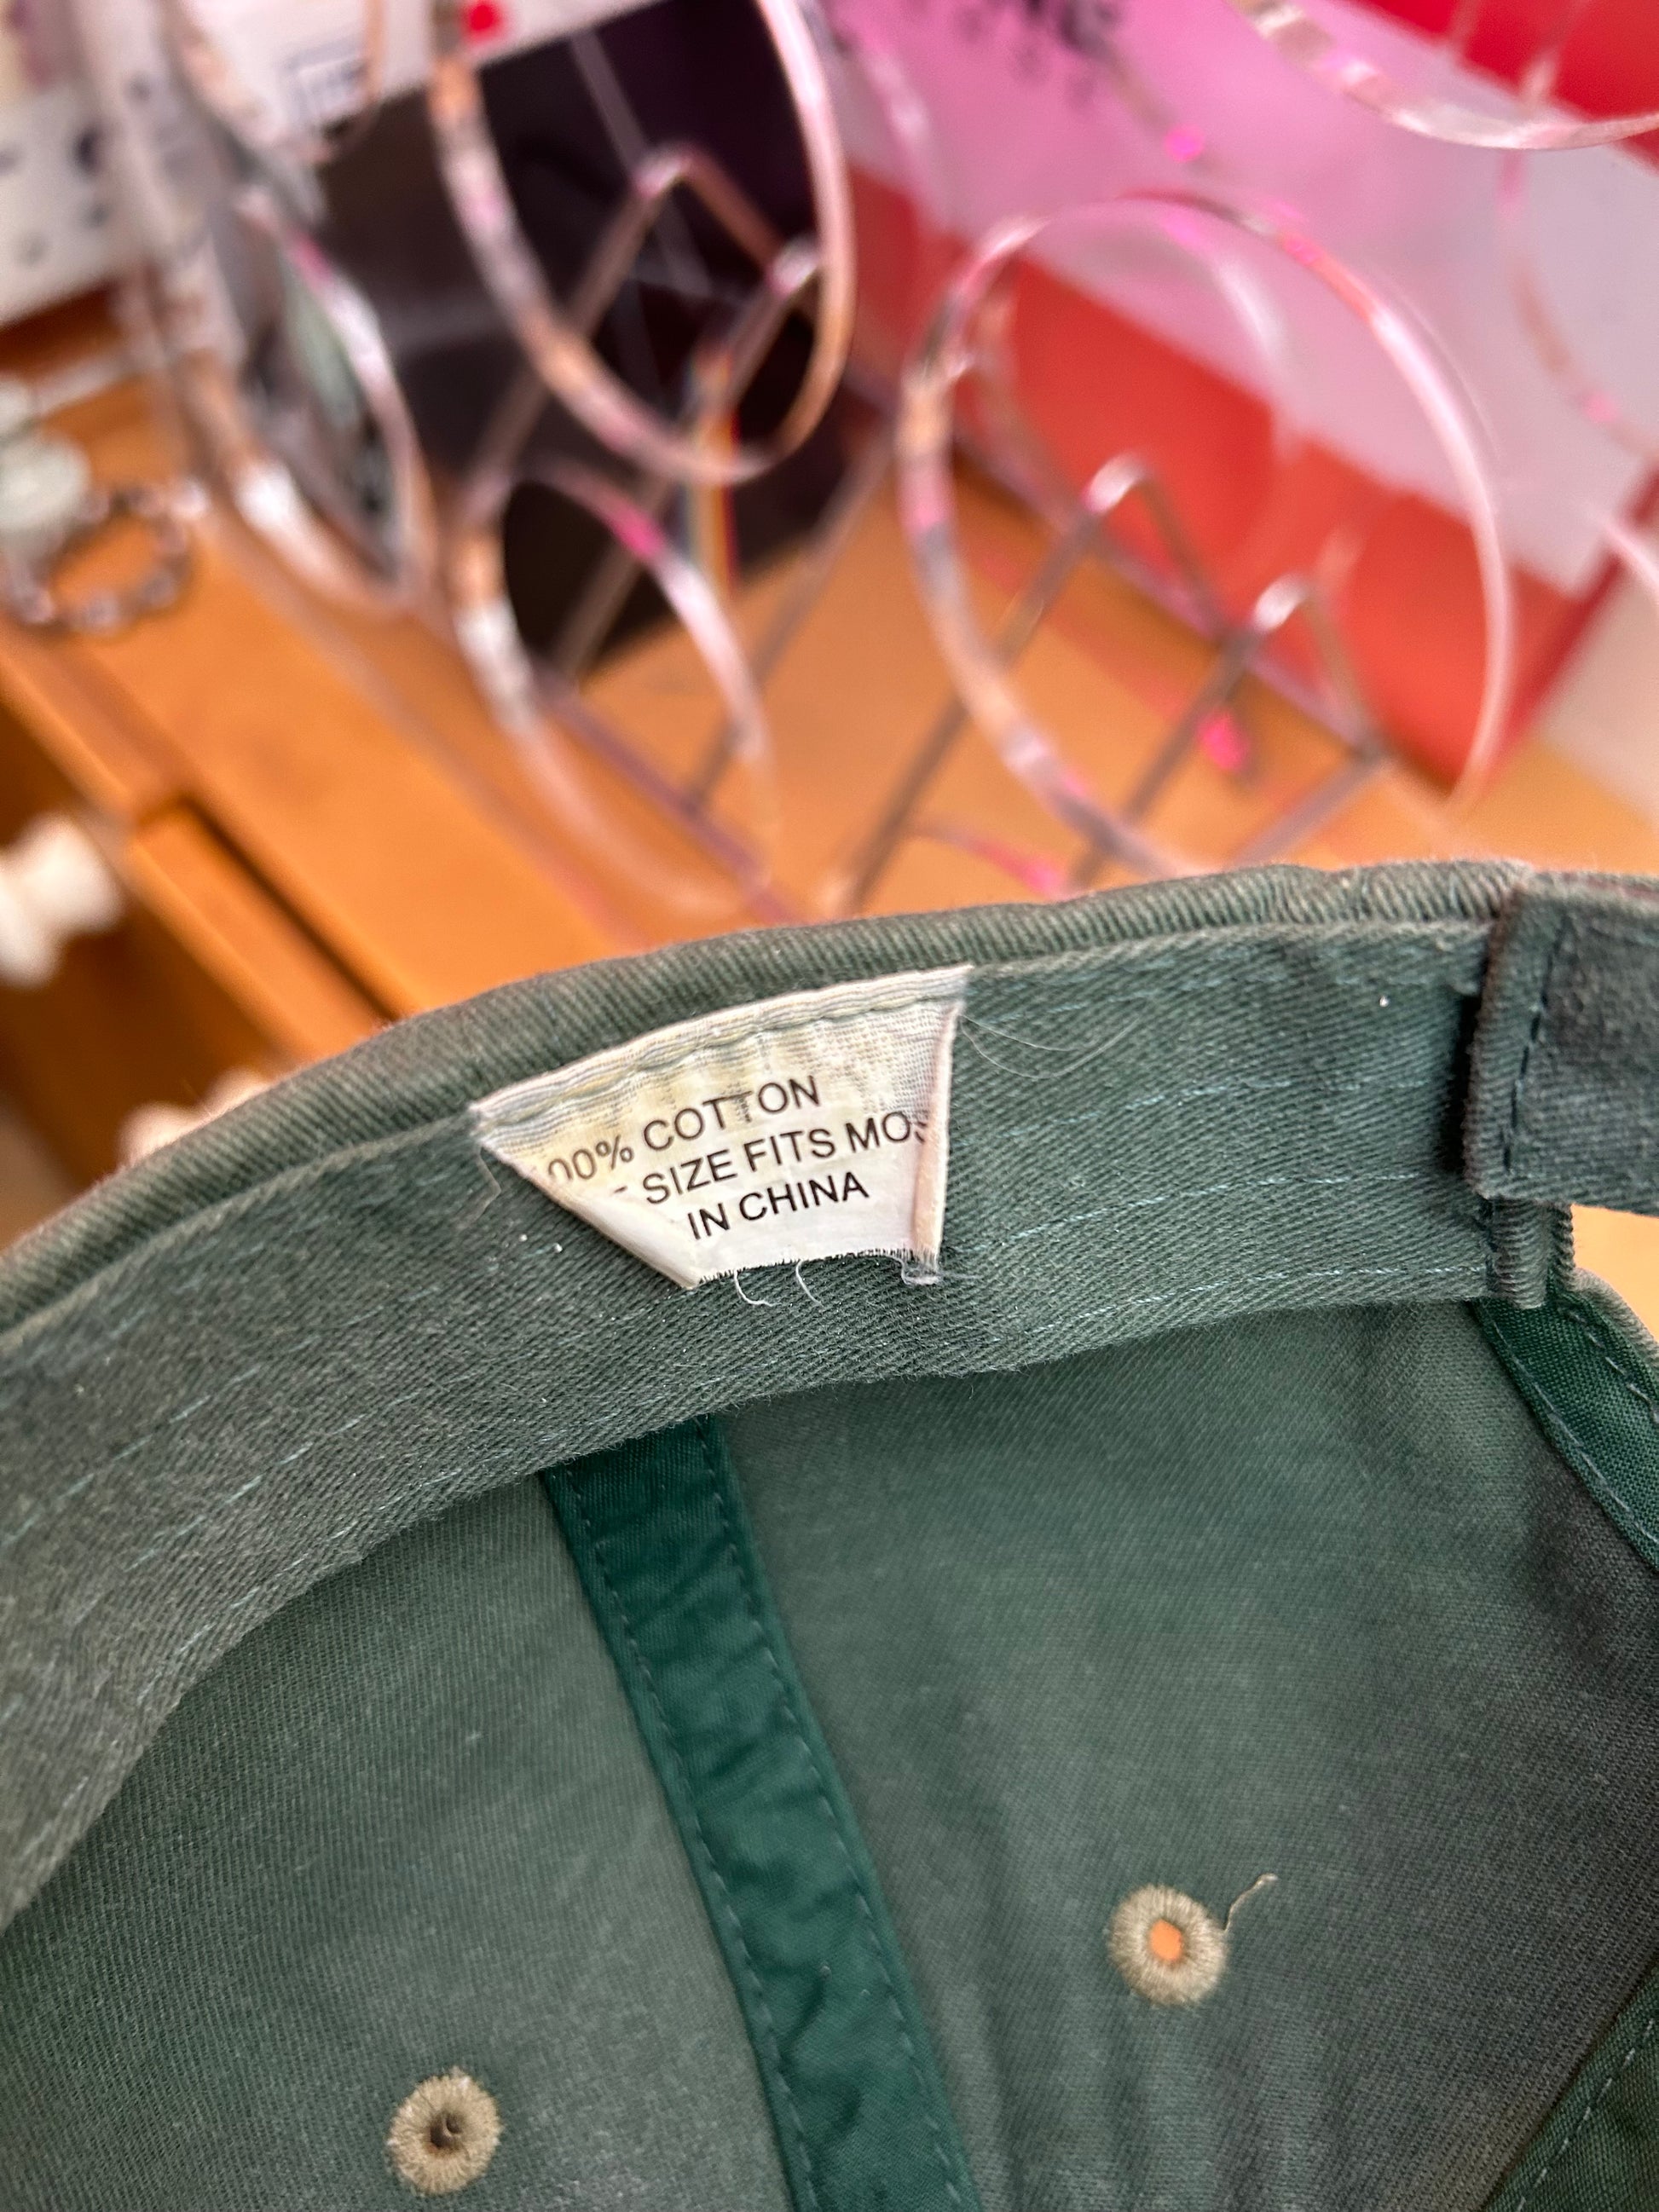 00% COTTON
SIZE FITS MOS
IN CHINA